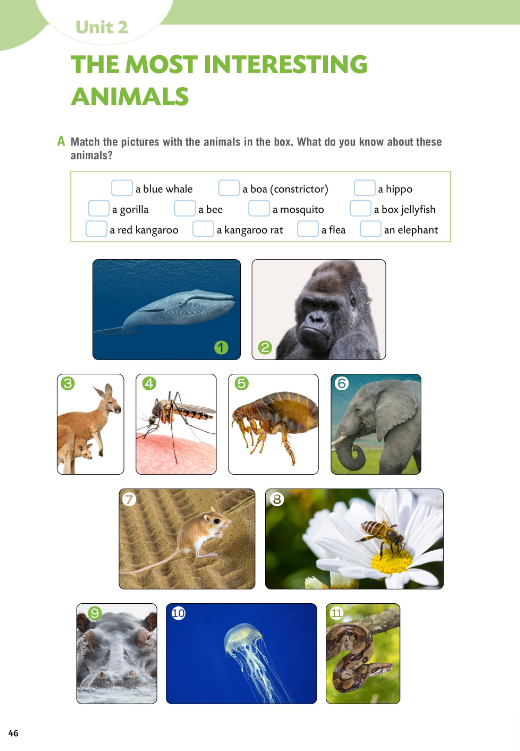 Unit 2
THE MOST INTERESTING
ANIMALS
A Match the pictures with the animals in the box. What do you know about these
animals?
a blue whale a boa (constrictor) a hippo
a gorilla a bee a mosquito a box jellyfish
a red kangaroo a kangaroo rat a flea an elephant
1 2
3 4 5 6
7 8
9 10 11
46